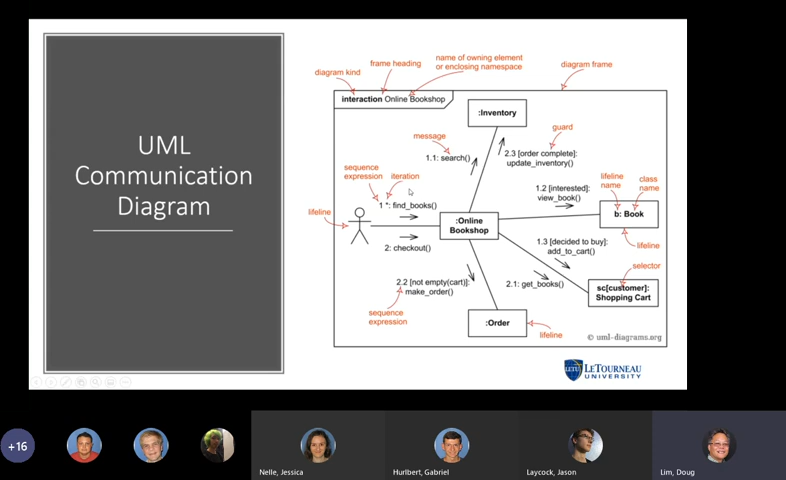 UML
Communication
Diagram
diagram kind
frame heading
name of owning element
or enclosing namespace
diagram frame
interaction Online Bookshop
:Inventory
message
guard
1.1: search()
2.3 [order complete]:
update_inventory()
sequence
expression
iteration
1 *: find_books()
1.2 [interested]:
view_book()
lifeline
name
class
name
lifeline
:Online
Bookshop
b: Book
lifeline
2: checkout()
1.3 [decided to buy]:
add_to_cart()
selector
2.2 [not empty(cart)]:
make_order()
2.1: get_books()
sc[customer]:
Shopping Cart
sequence
expression
:Order
lifeline
© uml-diagrams.org
LETU
LETOURNEAU
UNIVERSITY
+16
Nelle, Jessica
Hurlbert, Gabriel
Laycock, Jason
Lim, Doug